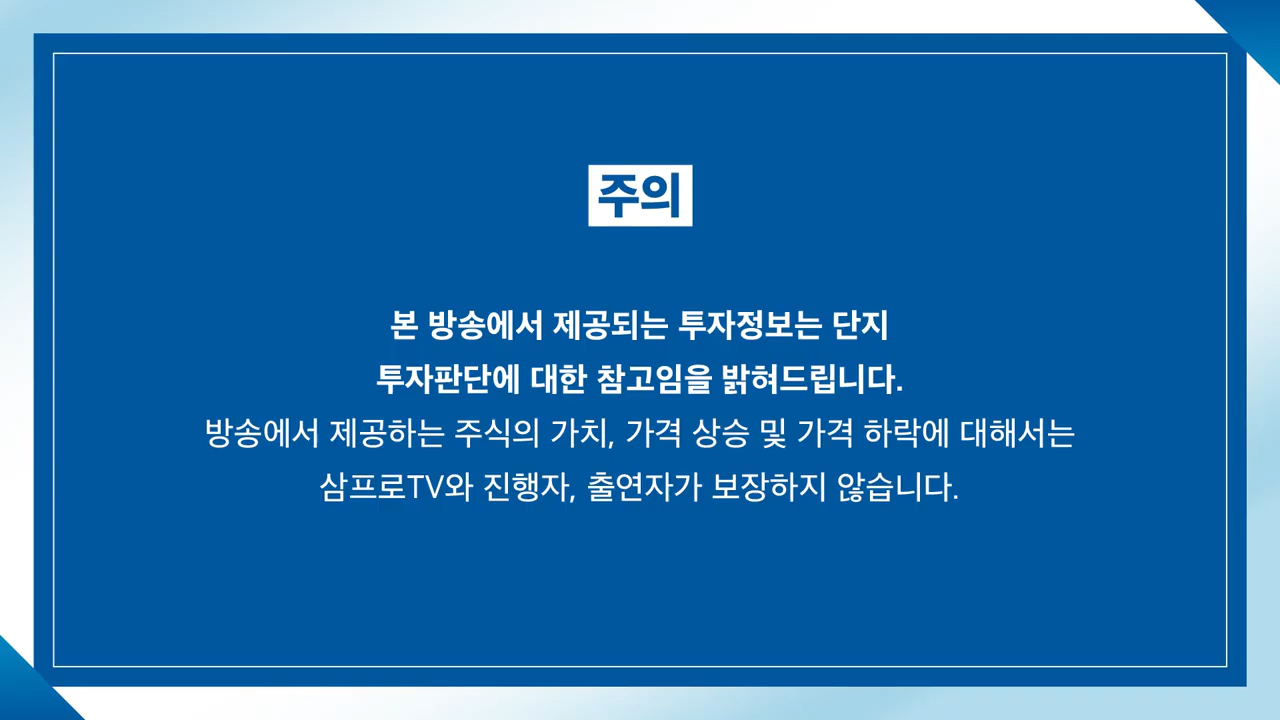 주의
본 방송에서 제공되는 투자정보는 단지
투자판단에 대한 참고임을 밝혀드립니다.
방송에서 제공하는 주식의 가치, 가격 상승 및 가격 하락에 대해서는
삼프로TV와 진행자, 출연자가 보장하지 않습니다.